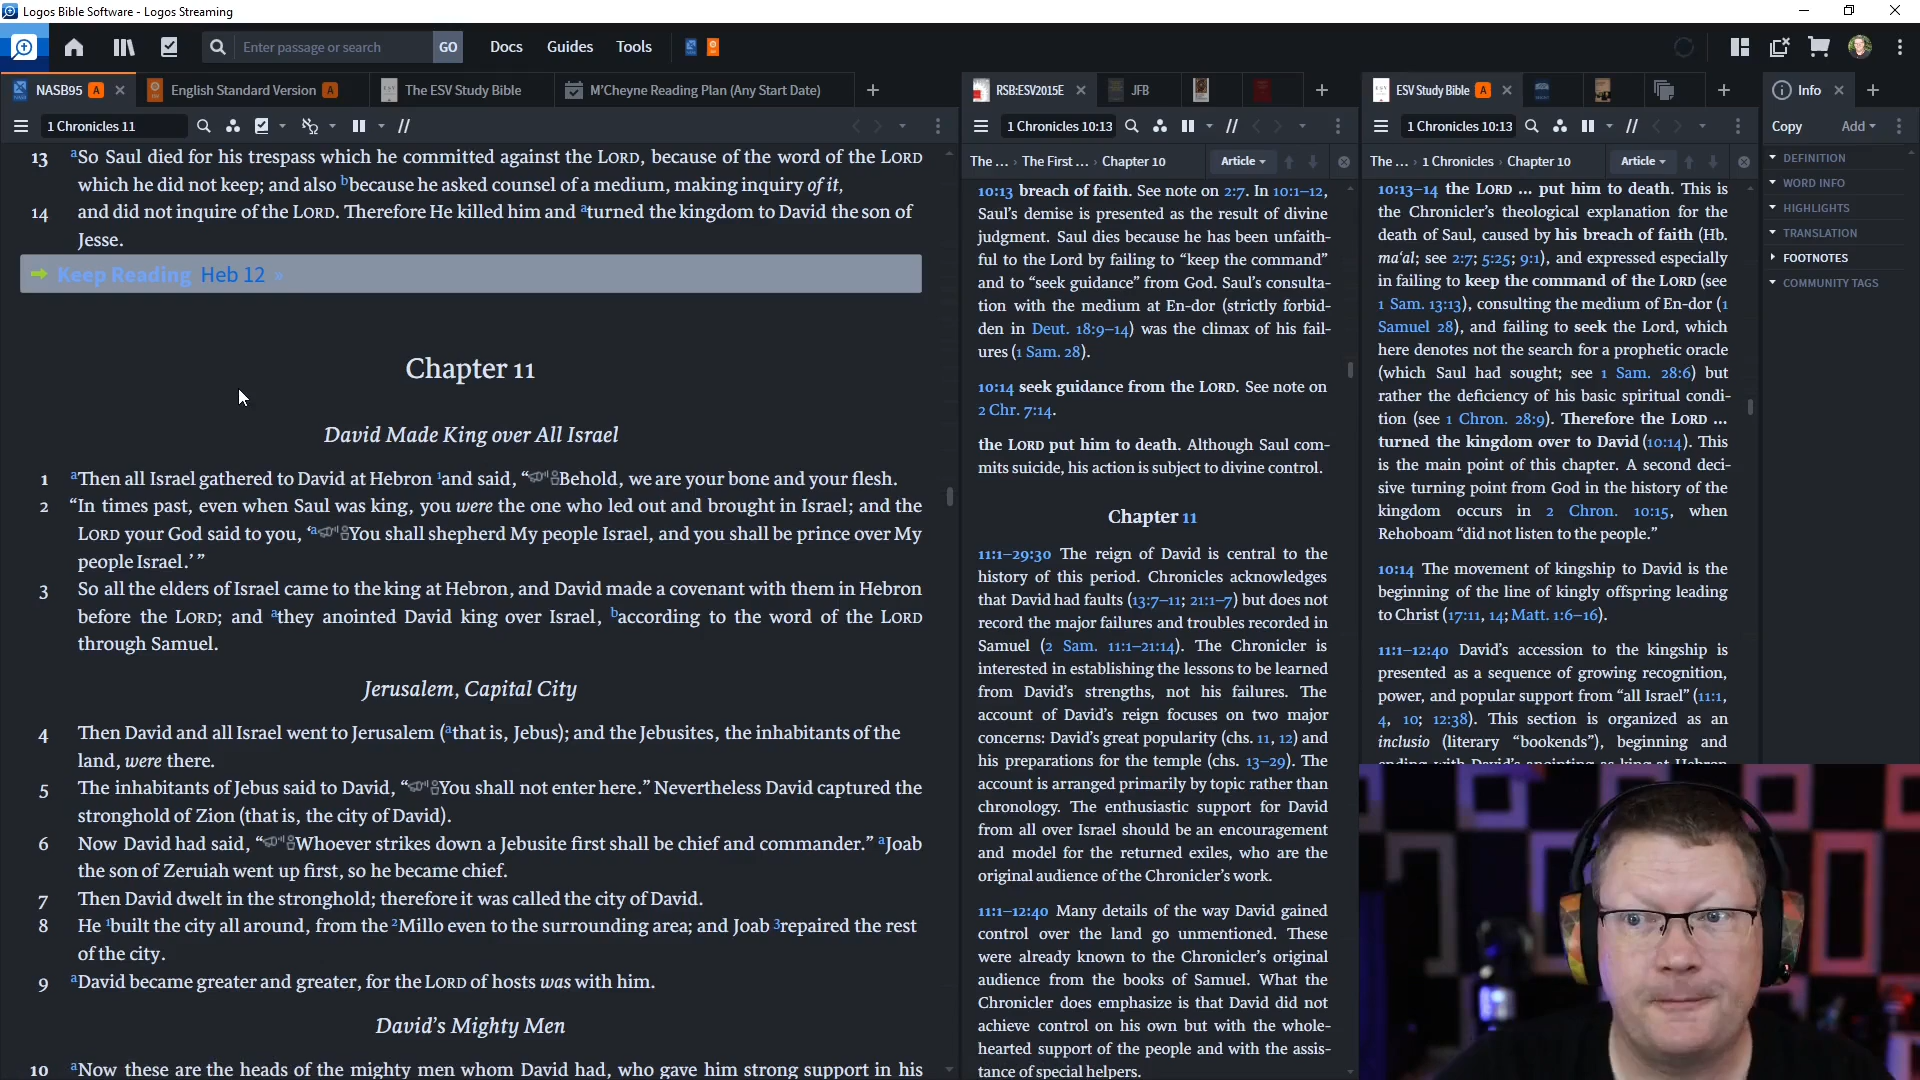 Logos Bible Software - Logos Streaming
Enter passage or search
GO
Docs
Guides
Tools
NASB95 A
English Standard Version A
The ESV Study Bible
M'Cheyne Reading Plan (Any Start Date)
1 Chronicles 11
13 aSo Saul died for his trespass which he committed against the LORD, because of the word of the LORD
which he did not keep; and also bbecause he asked counsel of a medium, making inquiry of it,
14 and did not inquire of the LORD. Therefore He killed him and aturned the kingdom to David the son of
Jesse.
Keep Reading Heb 12 »
Chapter 11
David Made King over All Israel
1 aThen all Israel gathered to David at Hebron 1and said, “Behold, we are your bone and your flesh.
2 “In times past, even when Saul was king, you were the one who led out and brought in Israel; and the
LORD your God said to you, ‘aYou shall shepherd My people Israel, and you shall be prince over My
people Israel.’ ”
3 So all the elders of Israel came to the king at Hebron, and David made a covenant with them in Hebron
before the LORD; and athey anointed David king over Israel, baccording to the word of the LORD
through Samuel.
Jerusalem, Capital City
4 Then David and all Israel went to Jerusalem (athat is, Jebus); and the Jebusites, the inhabitants of the
land, were there.
5 The inhabitants of Jebus said to David, “You shall not enter here.” Nevertheless David captured the
stronghold of Zion (that is, the city of David).
6 Now David had said, “Whoever strikes down a Jebusite first shall be chief and commander.” aJoab
the son of Zeruiah went up first, so he became chief.
7 Then David dwelt in the stronghold; therefore it was called the city of David.
8 He 1built the city all around, from the 2Millo even to the surrounding area; and Joab 3repaired the rest
of the city.
9 aDavid became greater and greater, for the LORD of hosts was with him.
David’s Mighty Men
10 aNow these are the heads of the mighty men whom David had, who gave him strong support in his
RSB:ESV2015E
JFB
1 Chronicles 10:13
The ... › The First ... › Chapter 10
Article
10:13 breach of faith. See note on 2:7. In 10:1–12,
Saul’s demise is presented as the result of divine
judgment. Saul dies because he has been unfaith-
ful to the Lord by failing to “keep the command”
and to “seek guidance” from God. Saul’s consulta-
tion with the medium at En-dor (strictly forbid-
den in Deut. 18:9–14) was the climax of his fail-
ures (1 Sam. 28).
10:14 seek guidance from the LORD. See note on
2 Chr. 7:14.
the LORD put him to death. Although Saul com-
mits suicide, his action is subject to divine control.
Chapter 11
11:1–29:30 The reign of David is central to the
history of this period. Chronicles acknowledges
that David had faults (13:7–11; 21:1–7) but does not
record the major failures and troubles recorded in
Samuel (2 Sam. 11:1–21:14). The Chronicler is
interested in establishing the lessons to be learned
from David’s strengths, not his failures. The
account of David’s reign focuses on two major
concerns: David’s great popularity (chs. 11, 12) and
his preparations for the temple (chs. 13–29). The
account is arranged primarily by topic rather than
chronology. The enthusiastic support for David
from all over Israel should be an encouragement
and model for the returned exiles, who are the
original audience of the Chronicler’s work.
11:1–12:40 Many details of the way David gained
control over the land go unmentioned. These
were already known to the Chronicler’s original
audience from the books of Samuel. What the
Chronicler does emphasize is that David did not
achieve control on his own but with the whole-
hearted support of the people and with the assis-
tance of special helpers.
ESV Study Bible A
1 Chronicles 10:13
The ... › 1 Chronicles › Chapter 10
Article
10:13–14 the LORD ... put him to death. This is
the Chronicler’s theological explanation for the
death of Saul, caused by his breach of faith (Hb.
ma‘al; see 2:7; 5:25; 9:1), and expressed especially
in failing to keep the command of the LORD (see
1 Sam. 13:13), consulting the medium of En-dor (1
Samuel 28), and failing to seek the Lord, which
here denotes not the search for a prophetic oracle
(which Saul had sought; see 1 Sam. 28:6) but
rather the deficiency of his basic spiritual condi-
tion (see 1 Chron. 28:9). Therefore the LORD ...
turned the kingdom over to David (10:14). This
is the main point of this chapter. A second deci-
sive turning point from God in the history of the
kingdom occurs in 2 Chron. 10:15, when
Rehoboam “did not listen to the people.”
10:14 The movement of kingship to David is the
beginning of the line of kingly offspring leading
to Christ (17:11, 14; Matt. 1:6–16).
11:1–12:40 David’s accession to the kingship is
presented as a sequence of growing recognition,
power, and popular support from “all Israel” (11:1,
4, 10; 12:38). This section is organized as an
inclusio (literary “bookends”), beginning and
ending with David’s anointing as king at Hebron
Info
Copy
Add
DEFINITION
WORD INFO
HIGHLIGHTS
TRANSLATION
FOOTNOTES
COMMUNITY TAGS